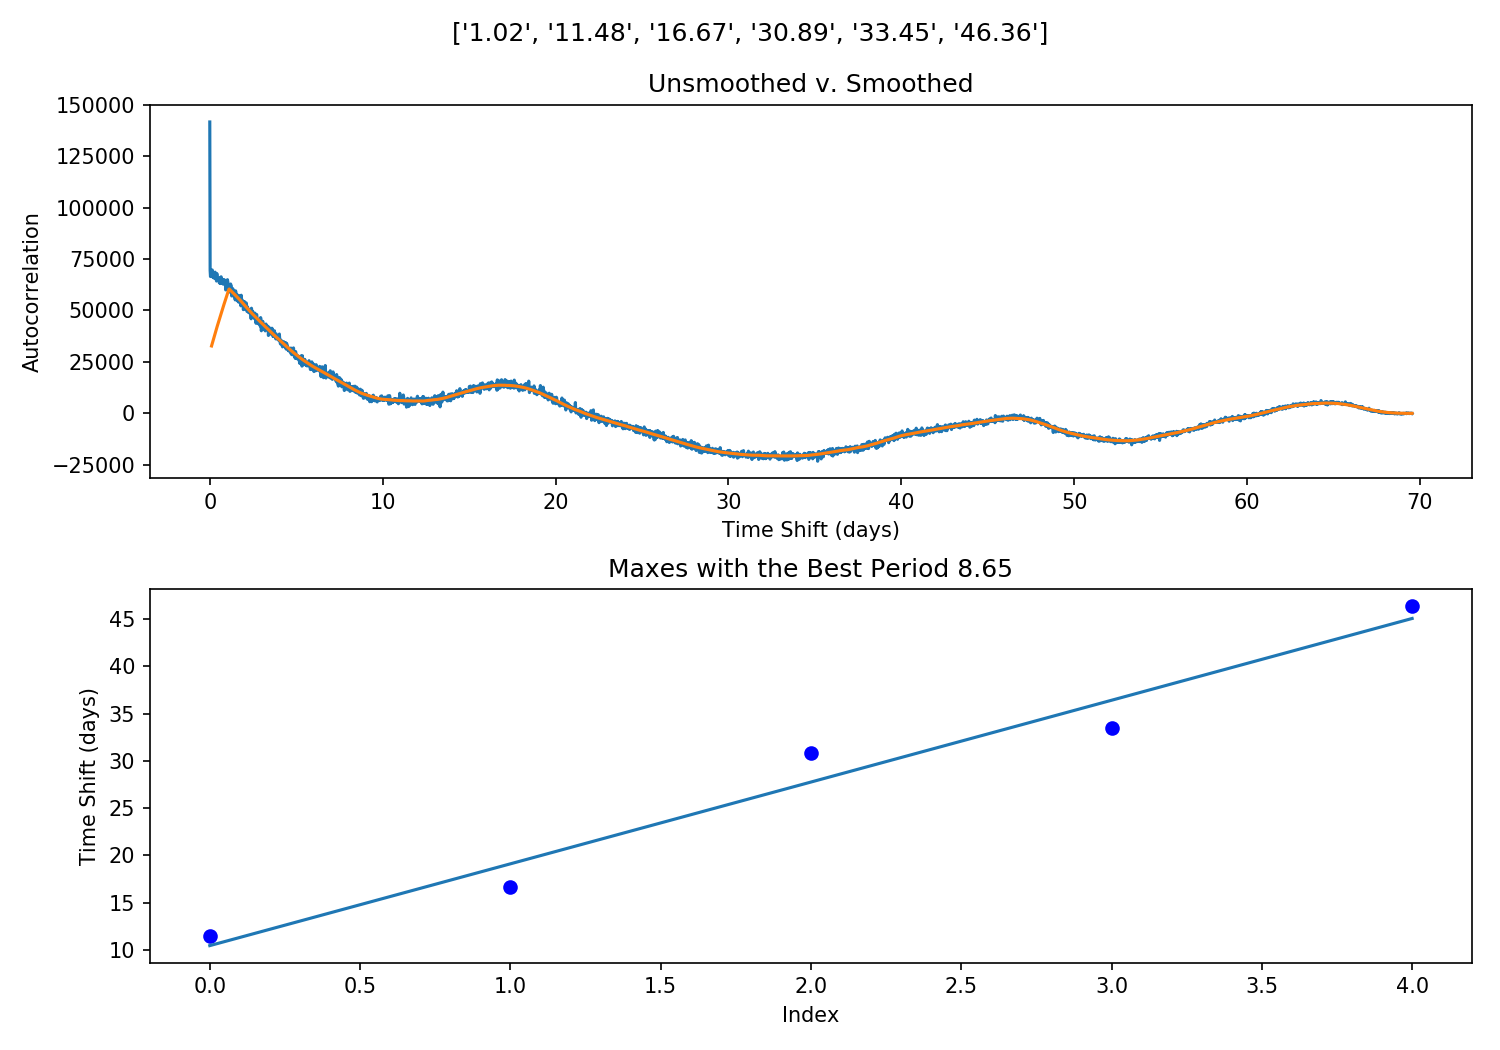 ['1.02', '11.48', '16.67', '30.89', '33.45', '46.36']
Unsmoothed v. Smoothed
150000
125000
100000
75000
50000
25000
0
−25000
Autocorrelation
0 10 20 30 40 50 60 70
Time Shift (days)
Maxes with the Best Period 8.65
45
40
35
30
25
20
15
10
Time Shift (days)
0.0 0.5 1.0 1.5 2.0 2.5 3.0 3.5 4.0
Index